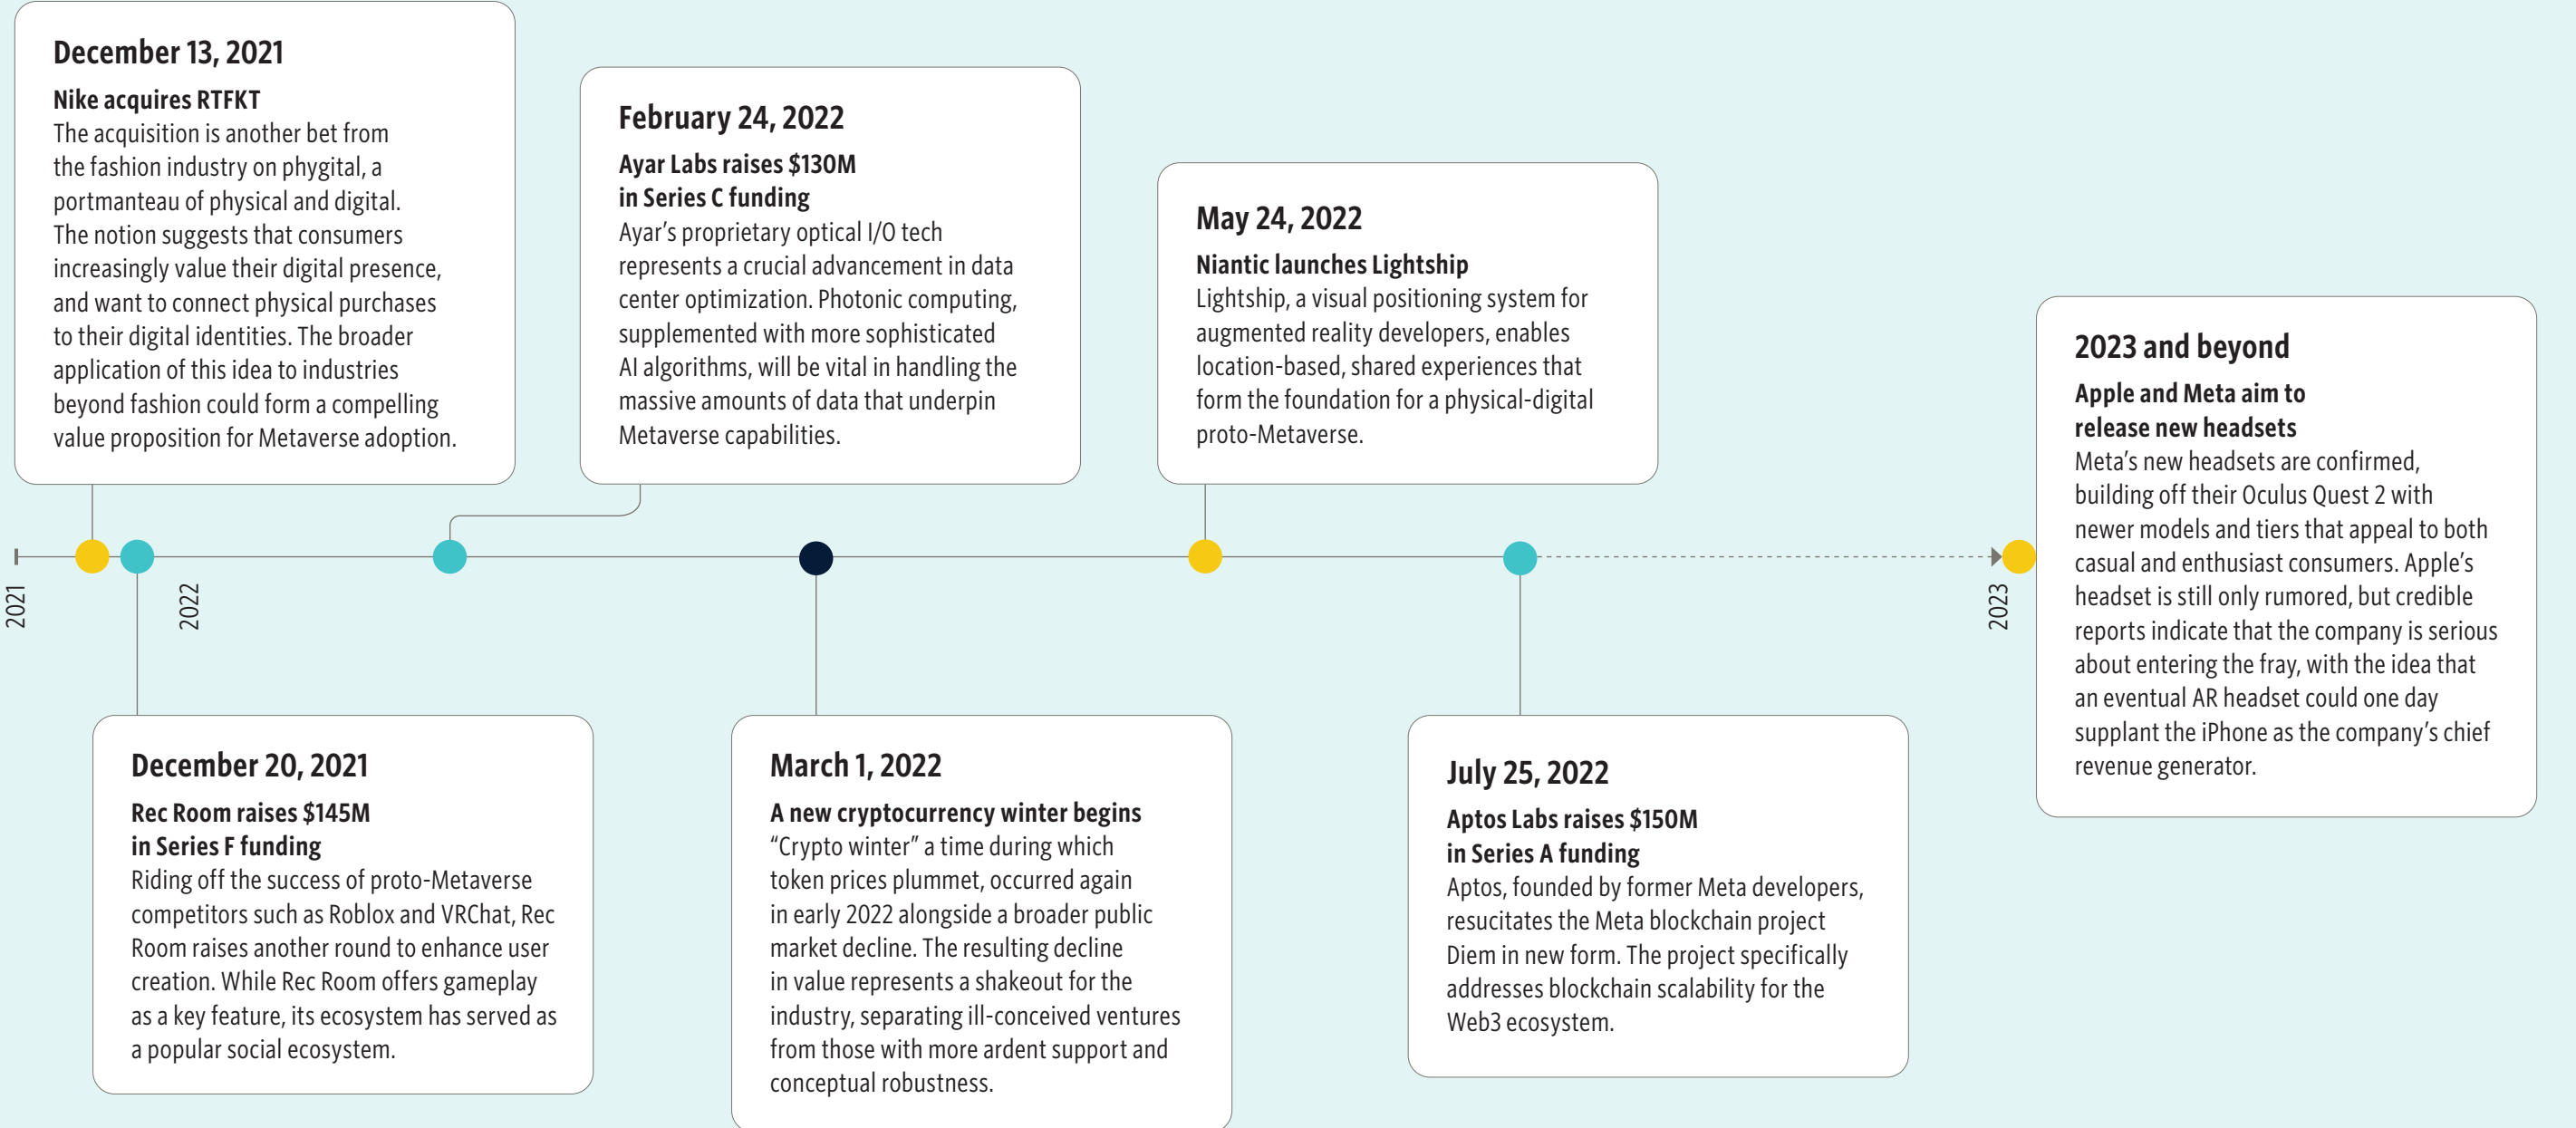 December 13, 2021
Nike acquires RTFKT
The acquisition is another bet from
the fashion industry on phygital, a
portmanteau of physical and digital.
The notion suggests that consumers
increasingly value their digital presence,
and want to connect physical purchases
to their digital identities. The broader
application of this idea to industries
beyond fashion could form a compelling
value proposition for Metaverse adoption.
February 24, 2022
Ayar Labs raises $130M
in Series C funding
Ayar’s proprietary optical I/O tech
represents a crucial advancement in data
center optimization. Photonic computing,
supplemented with more sophisticated
AI algorithms, will be vital in handling the
massive amounts of data that underpin
Metaverse capabilities.
May 24, 2022
Niantic launches Lightship
Lightship, a visual positioning system for
augmented reality developers, enables
location-based, shared experiences that
form the foundation for a physical-digital
proto-Metaverse.
2023 and beyond
Apple and Meta aim to
release new headsets
Meta’s new headsets are confirmed,
building off their Oculus Quest 2 with
newer models and tiers that appeal to both
casual and enthusiast consumers. Apple’s
headset is still only rumored, but credible
reports indicate that the company is serious
about entering the fray, with the idea that
an eventual AR headset could one day
supplant the iPhone as the company’s chief
revenue generator.
2021
2022
2023
December 20, 2021
Rec Room raises $145M
in Series F funding
Riding off the success of proto-Metaverse
competitors such as Roblox and VRChat, Rec
Room raises another round to enhance user
creation. While Rec Room offers gameplay
as a key feature, its ecosystem has served as
a popular social ecosystem.
March 1, 2022
A new cryptocurrency winter begins
“Crypto winter” a time during which
token prices plummet, occurred again
in early 2022 alongside a broader public
market decline. The resulting decline
in value represents a shakeout for the
industry, separating ill-conceived ventures
from those with more ardent support and
conceptual robustness.
July 25, 2022
Aptos Labs raises $150M
in Series A funding
Aptos, founded by former Meta developers,
resucitates the Meta blockchain project
Diem in new form. The project specifically
addresses blockchain scalability for the
Web3 ecosystem.